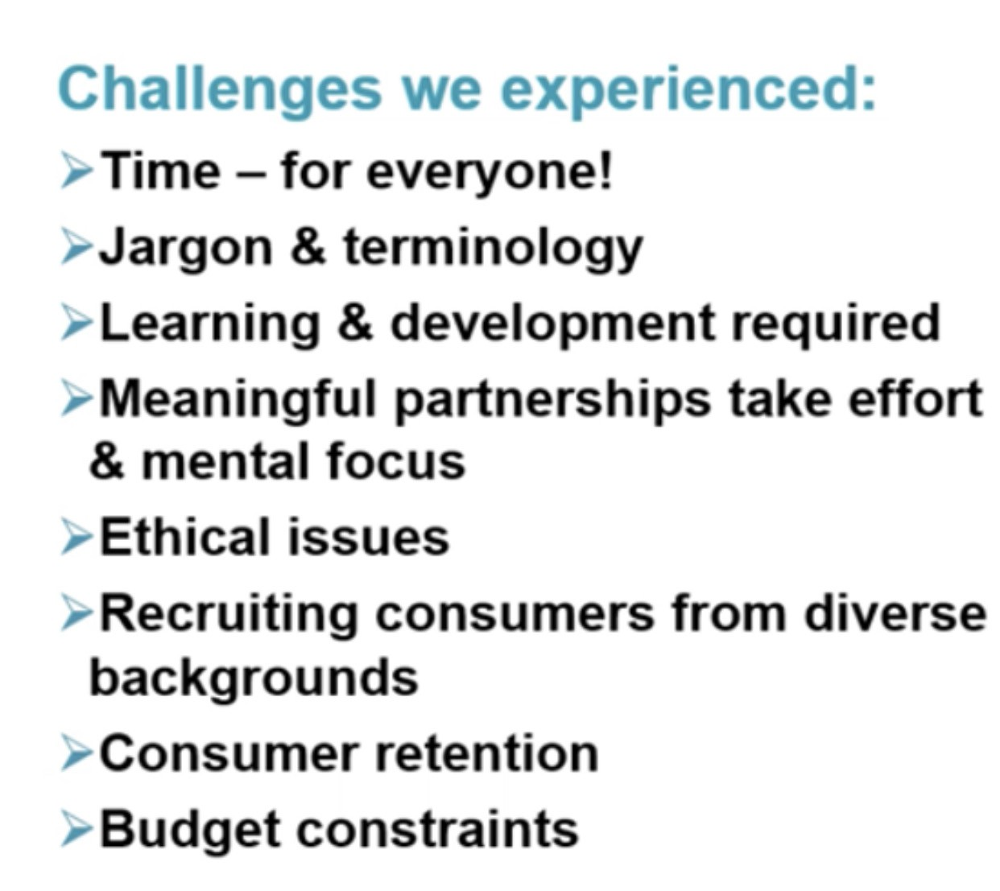 Challenges we experienced:
➢Time – for everyone!
➢Jargon & terminology
➢Learning & development required
➢Meaningful partnerships take effort
& mental focus
➢Ethical issues
➢Recruiting consumers from diverse
backgrounds
➢Consumer retention
➢Budget constraints